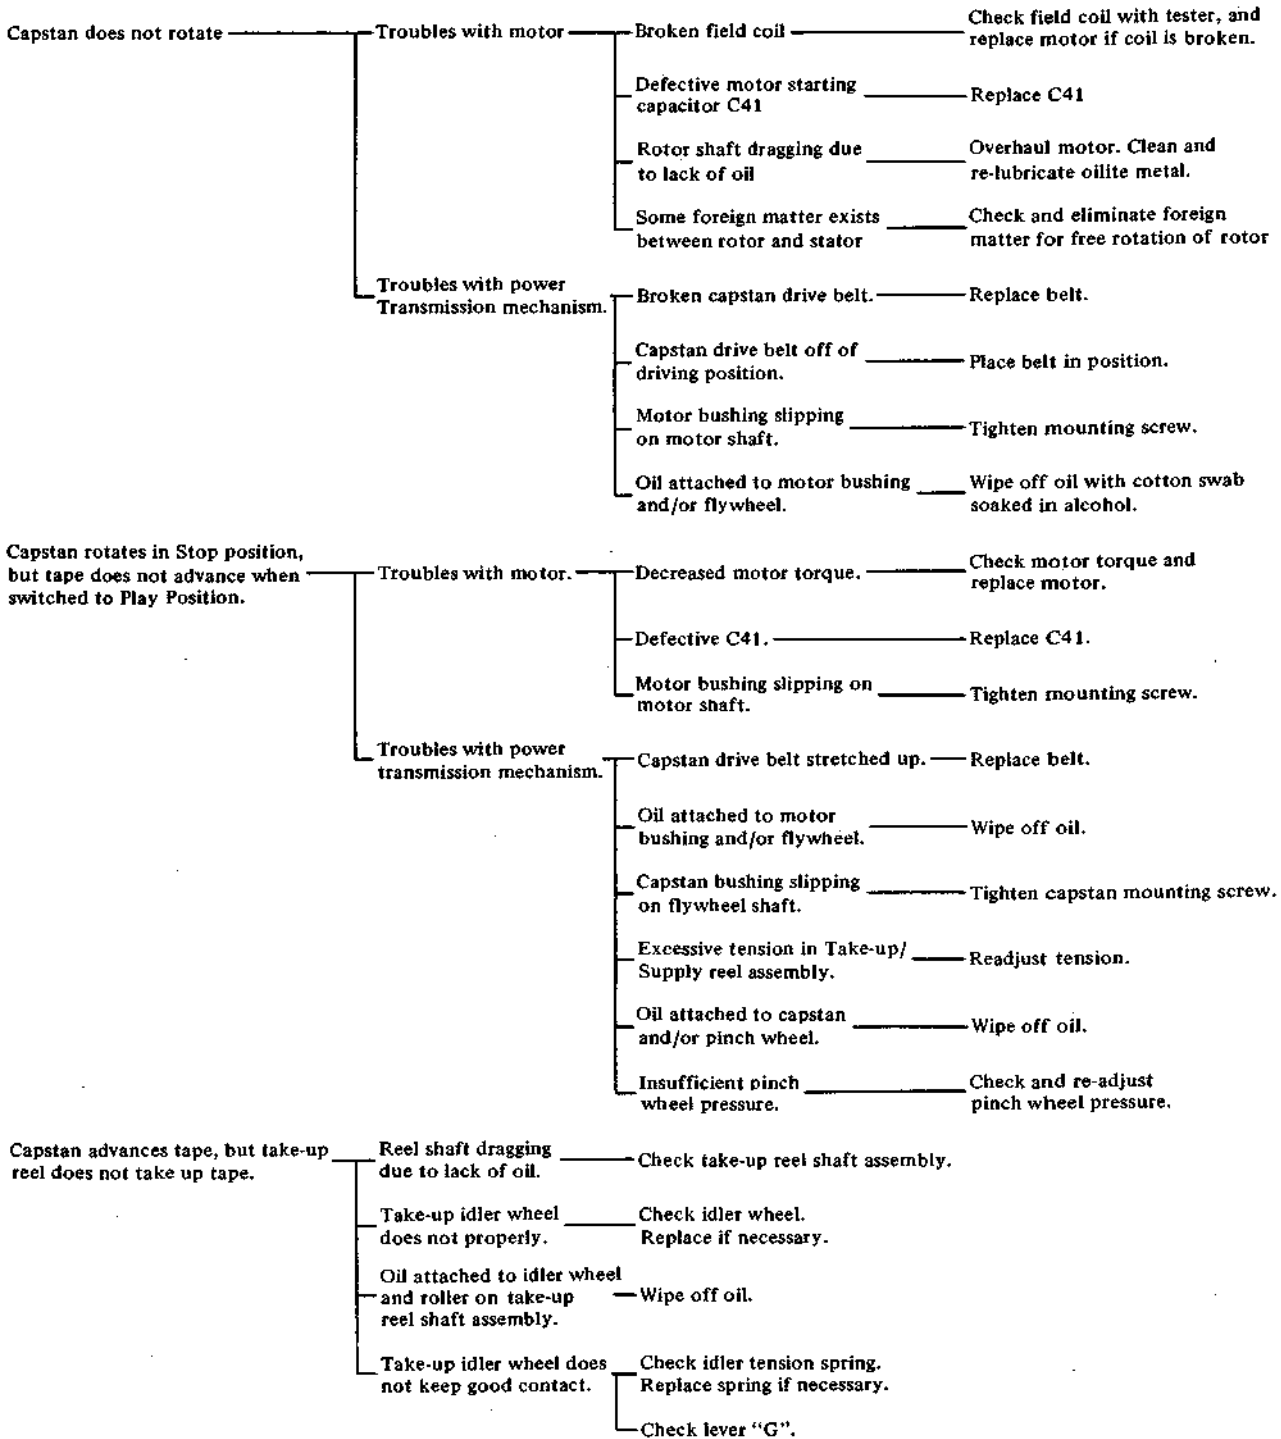 Capstan does not rotate
Troubles with motor
Broken field coil
Check field coil with tester, and
replace motor if coil is broken.
Defective motor starting
capacitor C41
Replace C41
Rotor shaft dragging due
to lack of oil
Overhaul motor. Clean and
re-lubricate oilite metal.
Some foreign matter exists
between rotor and stator
Check and eliminate foreign
matter for free rotation of rotor
Troubles with power
Transmission mechanism.
Broken capstan drive belt.
Replace belt.
Capstan drive belt off of
driving position.
Place belt in position.
Motor bushing slipping
on motor shaft.
Tighten mounting screw.
Oil attached to motor bushing
and/or flywheel.
Wipe off oil with cotton swab
soaked in alcohol.
Capstan rotates in Stop position,
but tape does not advance when
switched to Play Position.
Troubles with motor.
Decreased motor torque.
Check motor torque and
replace motor.
Defective C41.
Replace C41.
Motor bushing slipping on
motor shaft.
Tighten mounting screw.
Troubles with power
transmission mechanism.
Capstan drive belt stretched up.
Replace belt.
Oil attached to motor
bushing and/or flywheel.
Wipe off oil.
Capstan bushing slipping
on flywheel shaft.
Tighten capstan mounting screw.
Excessive tension in Take-up/
Supply reel assembly.
Readjust tension.
Oil attached to capstan
and/or pinch wheel.
Wipe off oil.
Insufficient pinch
wheel pressure.
Check and re-adjust
pinch wheel pressure.
Capstan advances tape, but take-up
reel does not take up tape.
Reel shaft dragging
due to lack of oil.
Check take-up reel shaft assembly.
Take-up idler wheel
does not properly.
Check idler wheel.
Replace if necessary.
Oil attached to idler wheel
and roller on take-up
reel shaft assembly.
Wipe off oil.
Take-up idler wheel does
not keep good contact.
Check idler tension spring.
Replace spring if necessary.
Check lever “G”.